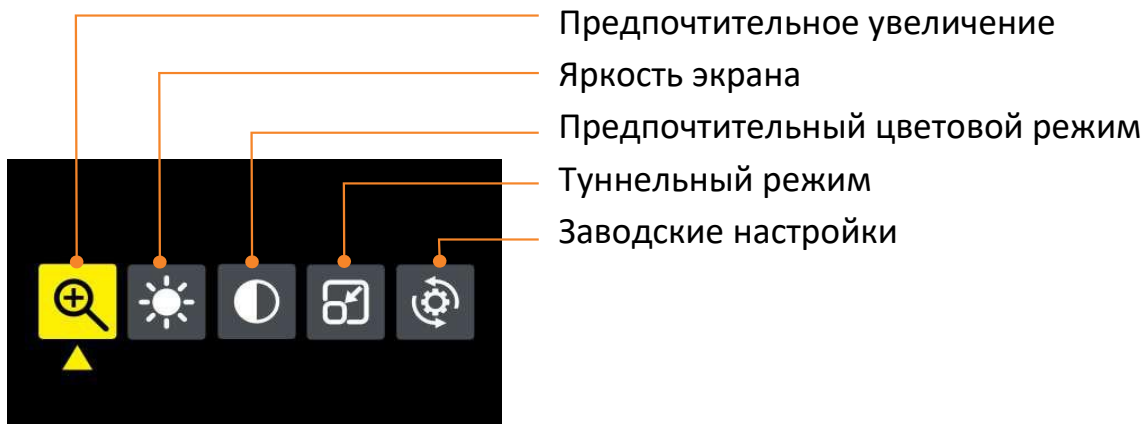 Предпочтительное увеличение
Яркость экрана
Предпочтительный цветовой режим
Туннельный режим
Заводские настройки